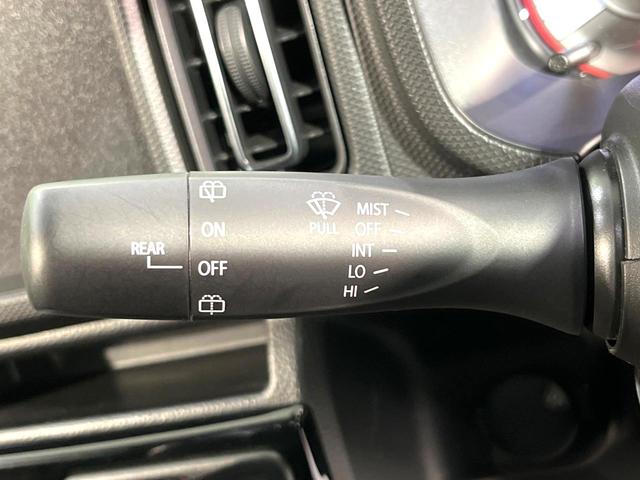 REAR
ON
OFF
PULL
MIST
OFF
INT
LO
HI